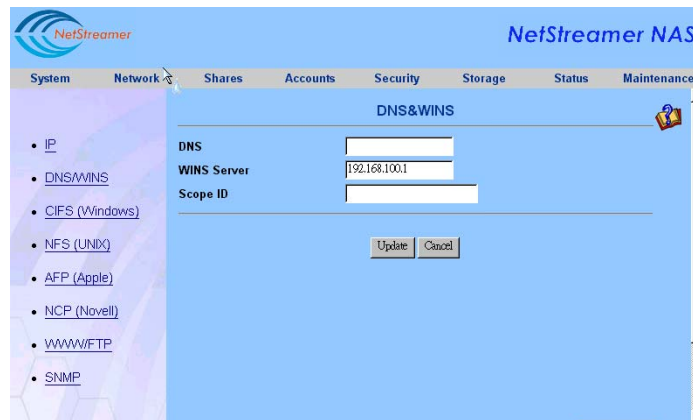 NetStreamer
NetStreamer NAS
System Network Shares Accounts Security Storage Status Maintenance
DNS&WINS
IP
DNS/WINS
CIFS (Windows)
NFS (UNIX)
AFP (Apple)
NCP (Novell)
WWW/FTP
SNMP
DNS
WINS Server 192.168.100.1
Scope ID
Update Cancel